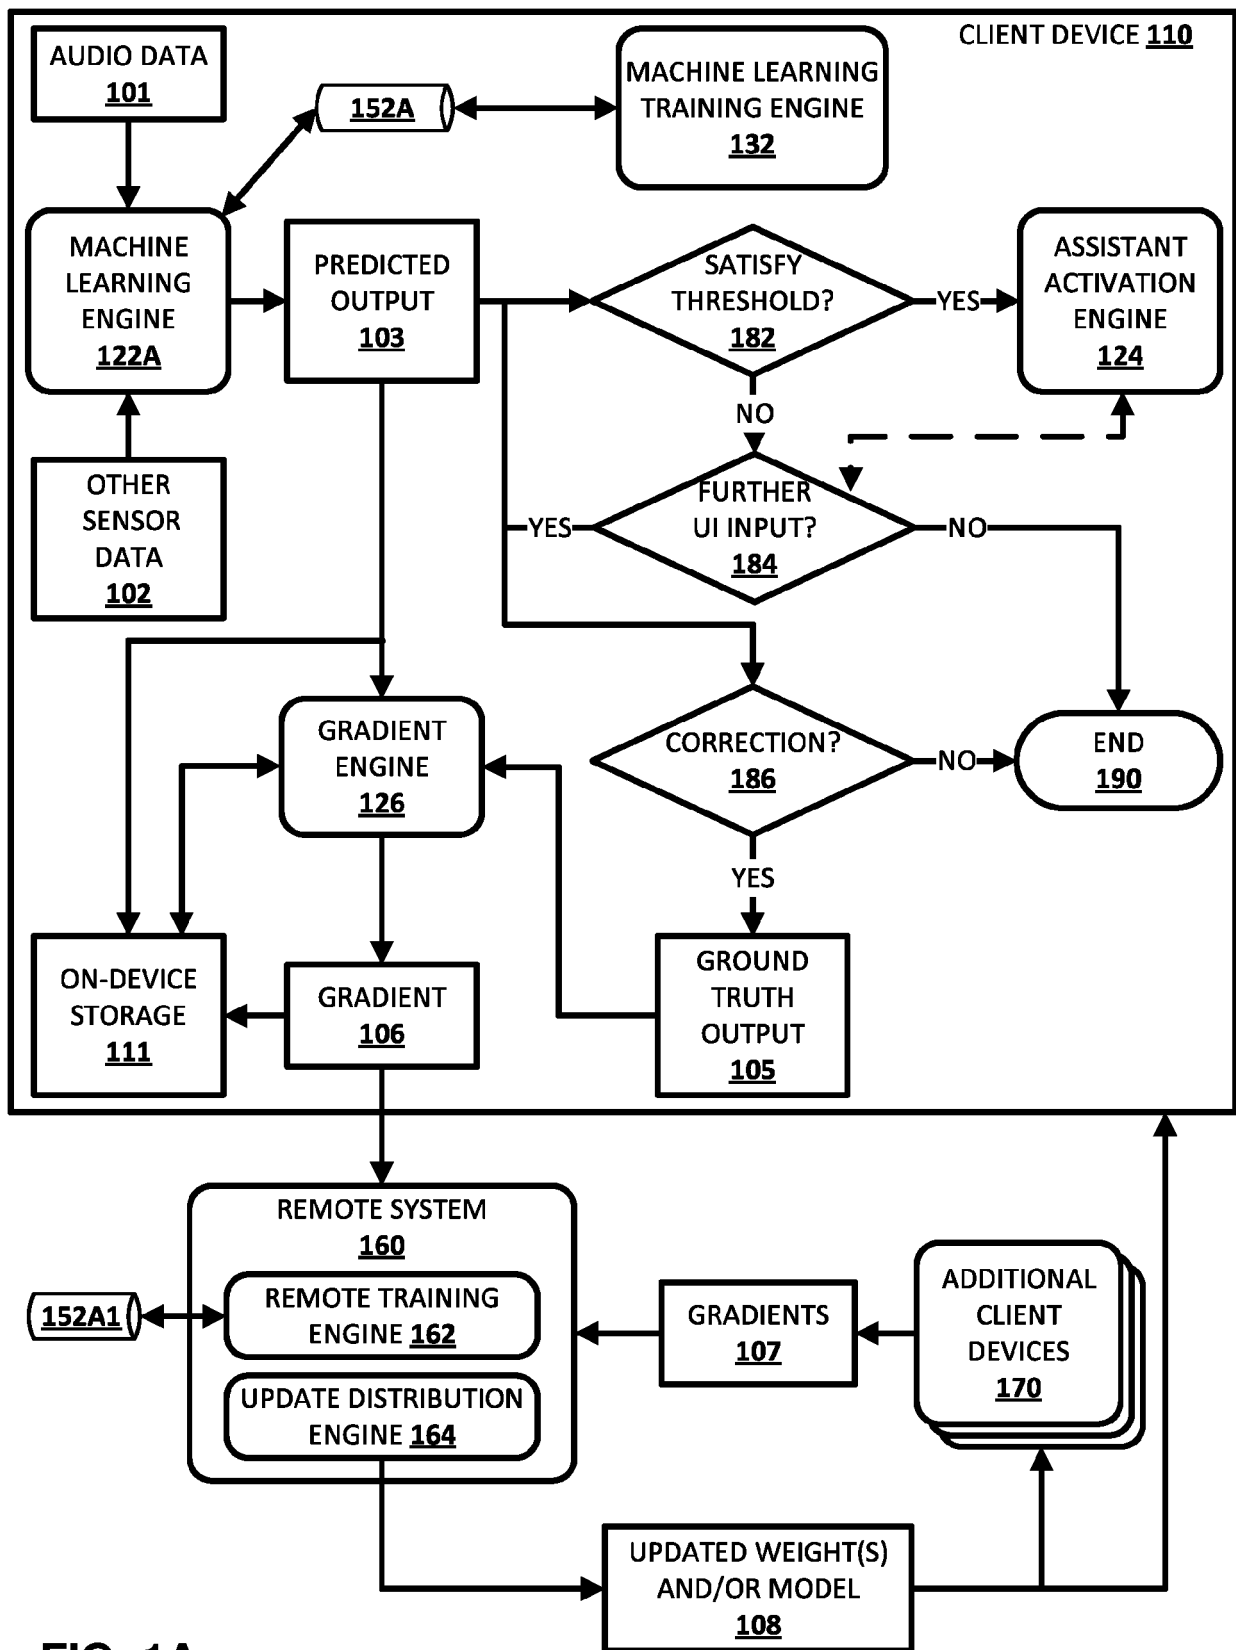 CLIENT DEVICE 110
AUDIO DATA
101
152A
MACHINE LEARNING
TRAINING ENGINE
132
MACHINE
LEARNING
ENGINE
122A
PREDICTED
OUTPUT
103
SATISFY
THRESHOLD?
182
YES
ASSISTANT
ACTIVATION
ENGINE
124
NO
OTHER
SENSOR
DATA
102
YES
FURTHER
UI INPUT?
184
NO
GRADIENT
ENGINE
126
CORRECTION?
186
NO
END
190
YES
ON-DEVICE
STORAGE
111
GRADIENT
106
GROUND
TRUTH
OUTPUT
105
REMOTE SYSTEM
160
152A1
REMOTE TRAINING
ENGINE 162
UPDATE DISTRIBUTION
ENGINE 164
GRADIENTS
107
ADDITIONAL
CLIENT
DEVICES
170
UPDATED WEIGHT(S)
AND/OR MODEL
108
FIG. 1A